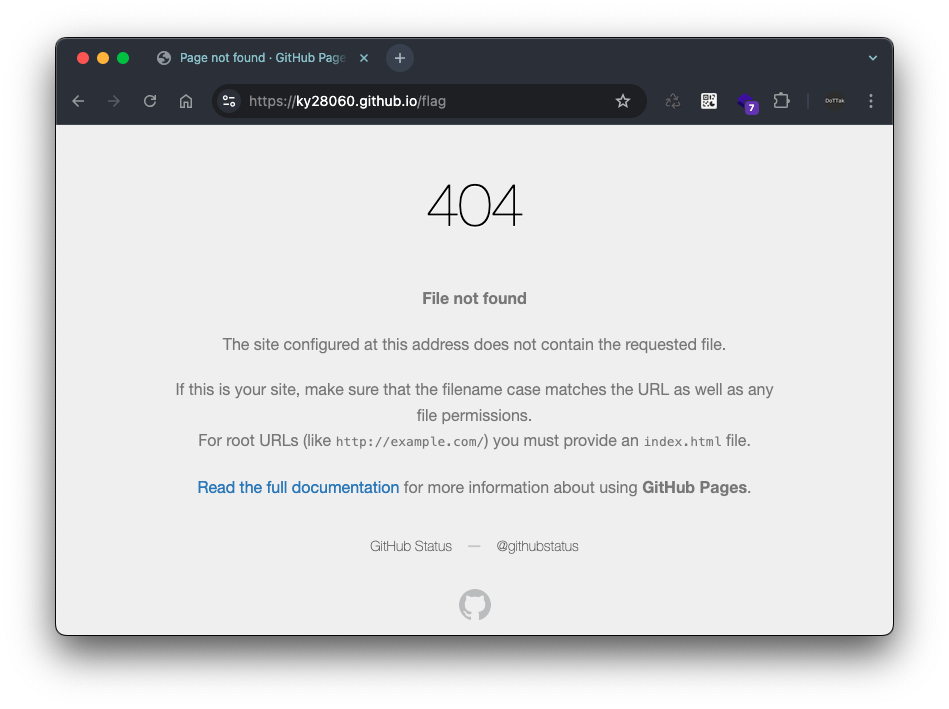 Page not found · GitHub Page
https://ky28060.github.io/flag
7
DoTTak
404
File not found
The site configured at this address does not contain the requested file.
If this is your site, make sure that the filename case matches the URL as well as any
file permissions.
For root URLs (like http://example.com/) you must provide an index.html file.
Read the full documentation for more information about using GitHub Pages.
GitHub Status — @githubstatus